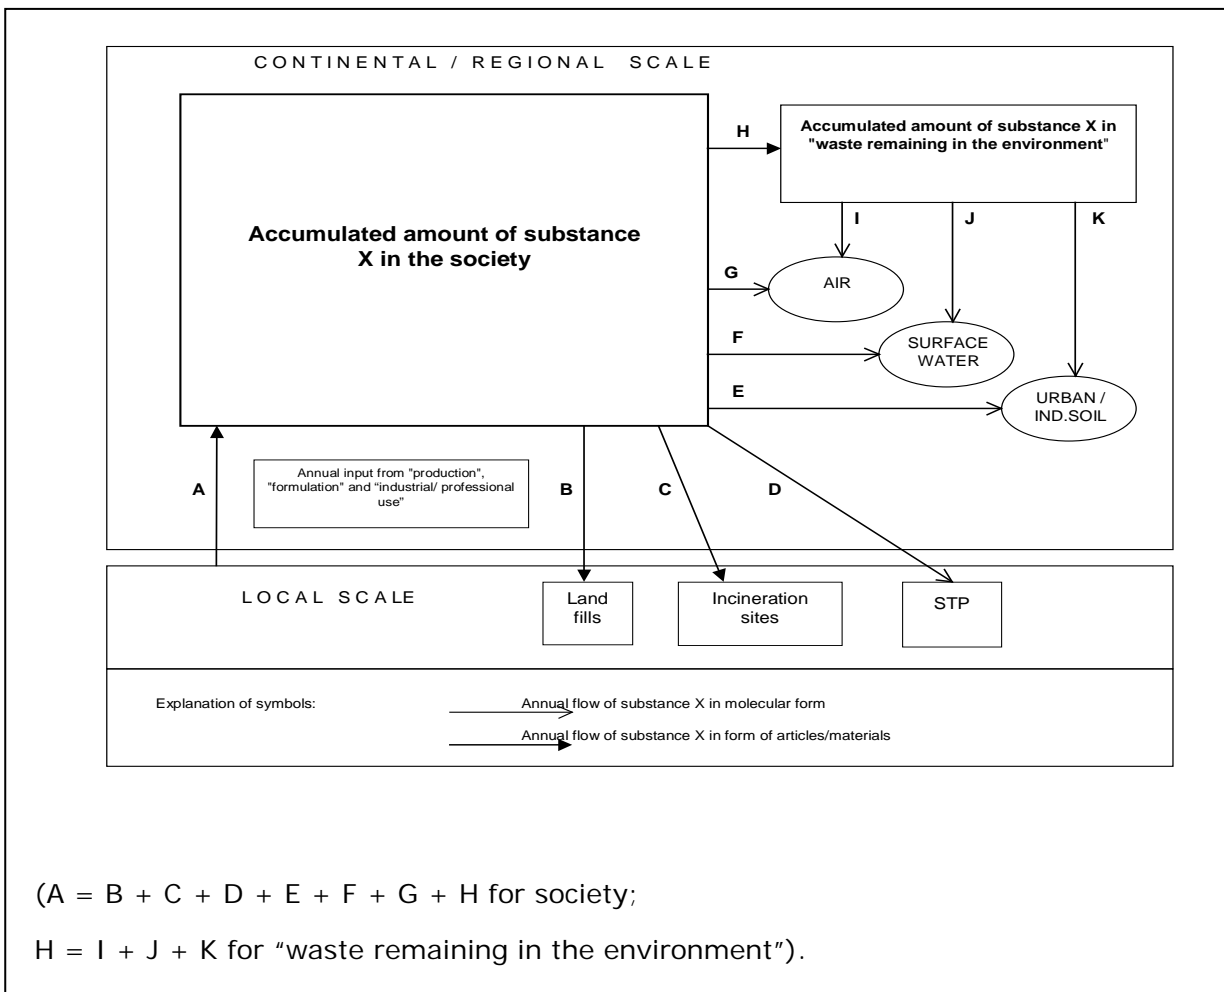 CONTINENTAL / REGIONAL SCALE
H
Accumulated amount of substance X in
"waste remaining in the environment"
Accumulated amount of substance
X in the society
I
J
K
G
AIR
F
SURFACE
WATER
E
URBAN /
IND.SOIL
A
Annual input from "production",
"formulation" and “industrial/ professional
use”
B
C
D
LOCAL SCALE
Land
fills
Incineration
sites
STP
Explanation of symbols:
Annual flow of substance X in molecular form
Annual flow of substance X in form of articles/materials
(A = B + C + D + E + F + G + H for society;
H = I + J + K for “waste remaining in the environment”).